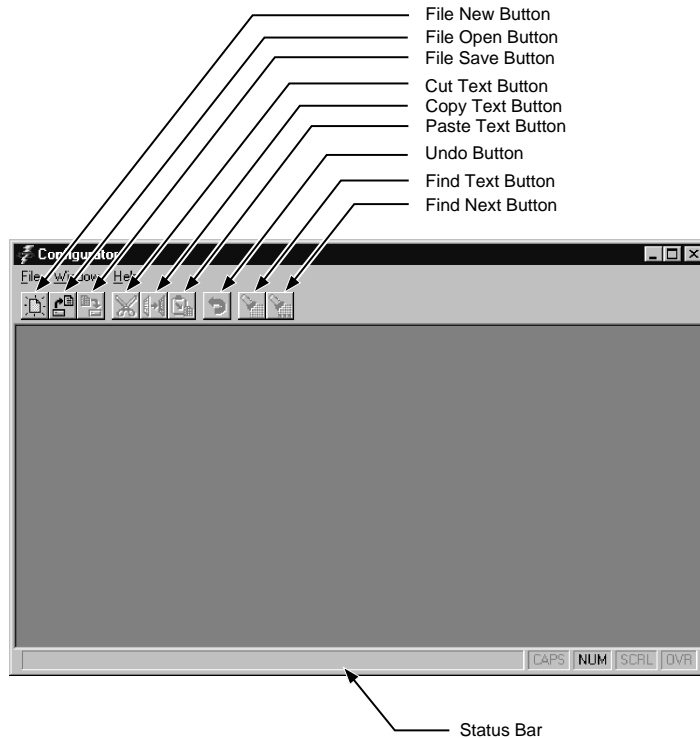 File New Button
File Open Button
File Save Button
Cut Text Button
Copy Text Button
Paste Text Button
Undo Button
Find Text Button
Find Next Button
Configurator
File Window Help
CAPS NUM SCRL OVR
Status Bar